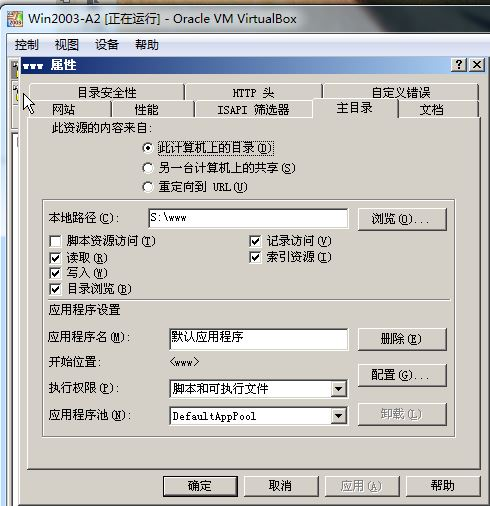 Win2003-A2 [正在运行] - Oracle VM VirtualBox
控制 视图 设备 帮助
www 属性
目录安全性 HTTP 头 自定义错误
网站 性能 ISAPI 筛选器 主目录 文档
此资源的内容来自:
此计算机上的目录(D)
另一台计算机上的共享(S)
重定向到 URL(U)
本地路径(C): S:\www 浏览(O)...
脚本资源访问(T) 记录访问(V)
读取(R) 索引资源(I)
写入(W)
目录浏览(B)
应用程序设置
应用程序名(M): 默认应用程序 删除(E)
开始位置: <www>
配置(G)...
执行权限(P): 脚本和可执行文件
应用程序池(N): DefaultAppPool 卸载(L)
确定 取消 应用(A) 帮助